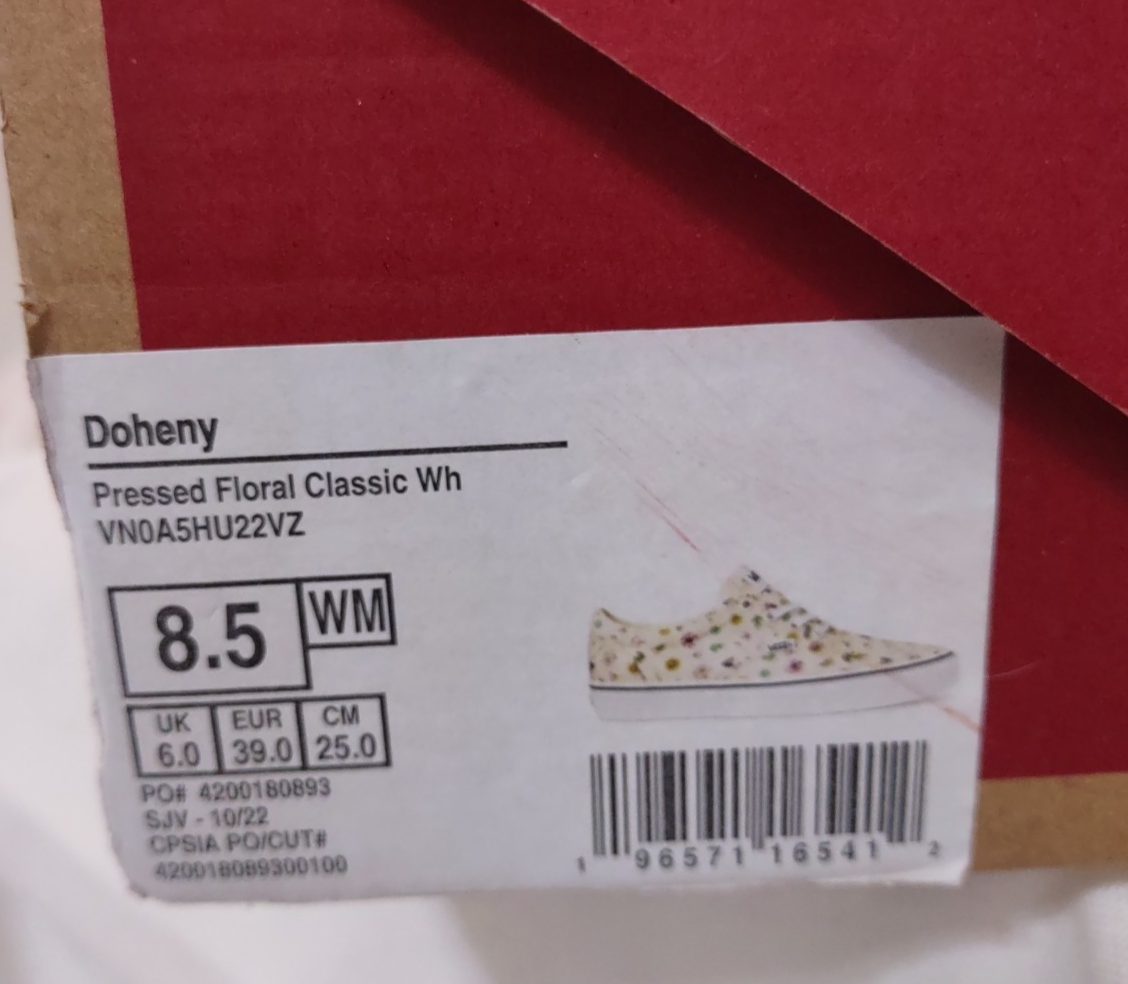 Doheny
Pressed Floral Classic Wh
VN0A5HU22VZ
8.5 WM
UK EUR CM
6.0 39.0 25.0
PO# 4200180893
SJV - 10/22
CPSIA PO/CUT#
420018089300100
1 96571 16541 2